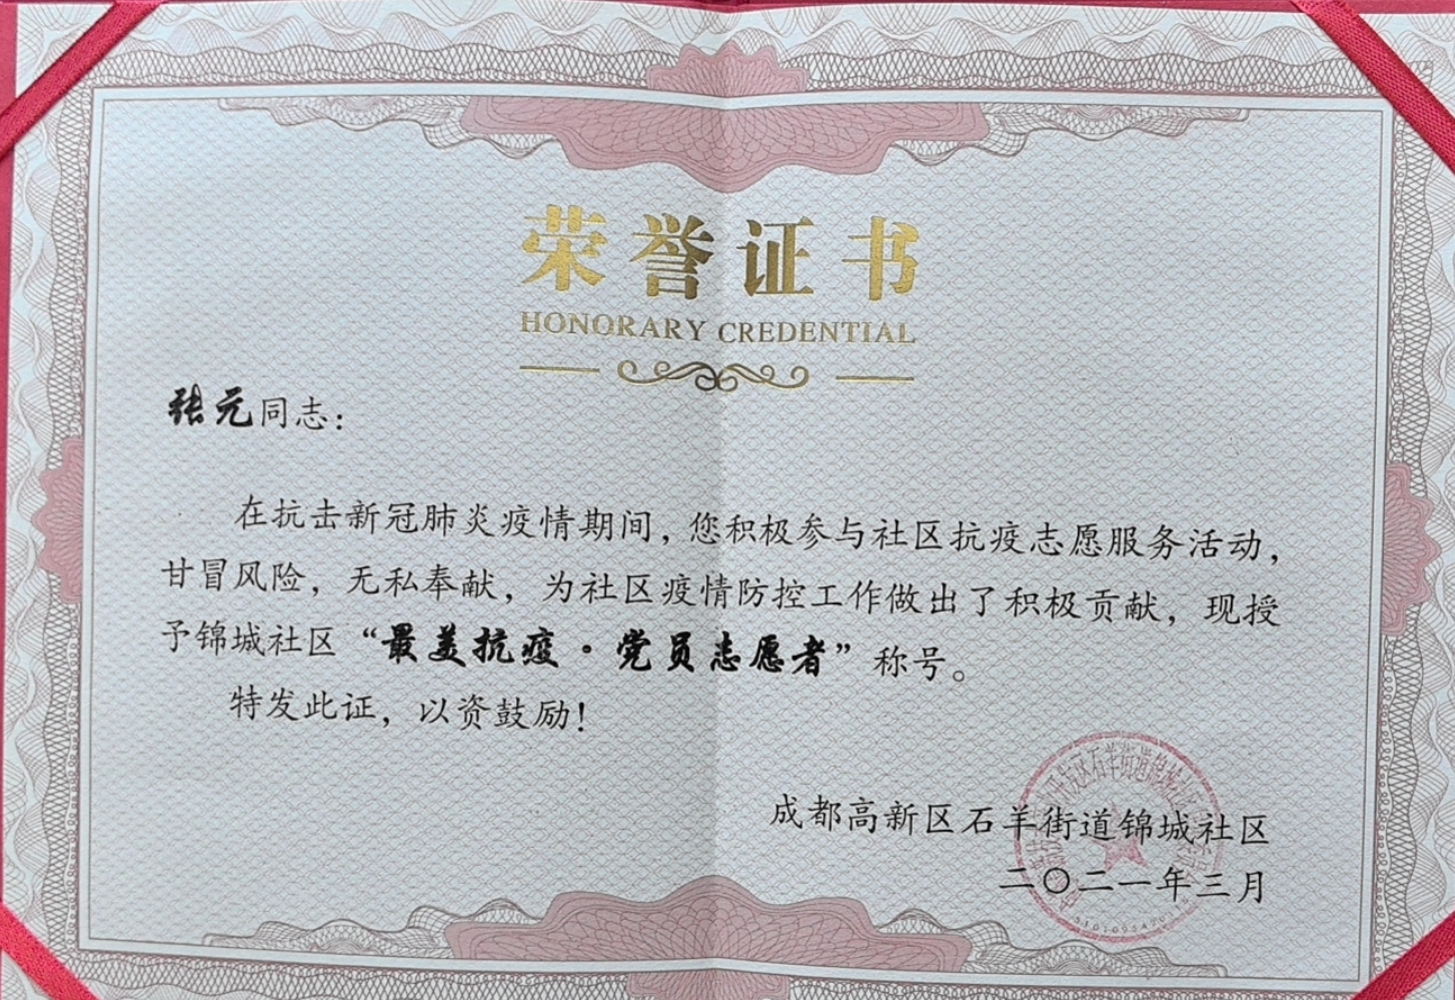 荣誉证书
HONORARY CREDENTIAL
张元同志：
在抗击新冠肺炎疫情期间，您积极参与社区抗疫志愿服务活动，
甘冒风险，无私奉献，为社区疫情防控工作做出了积极贡献，现授
予锦城社区“最美抗疫·党员志愿者”称号。
特发此证，以资鼓励！
成都高新区石羊街道锦城社区
二〇二一年三月